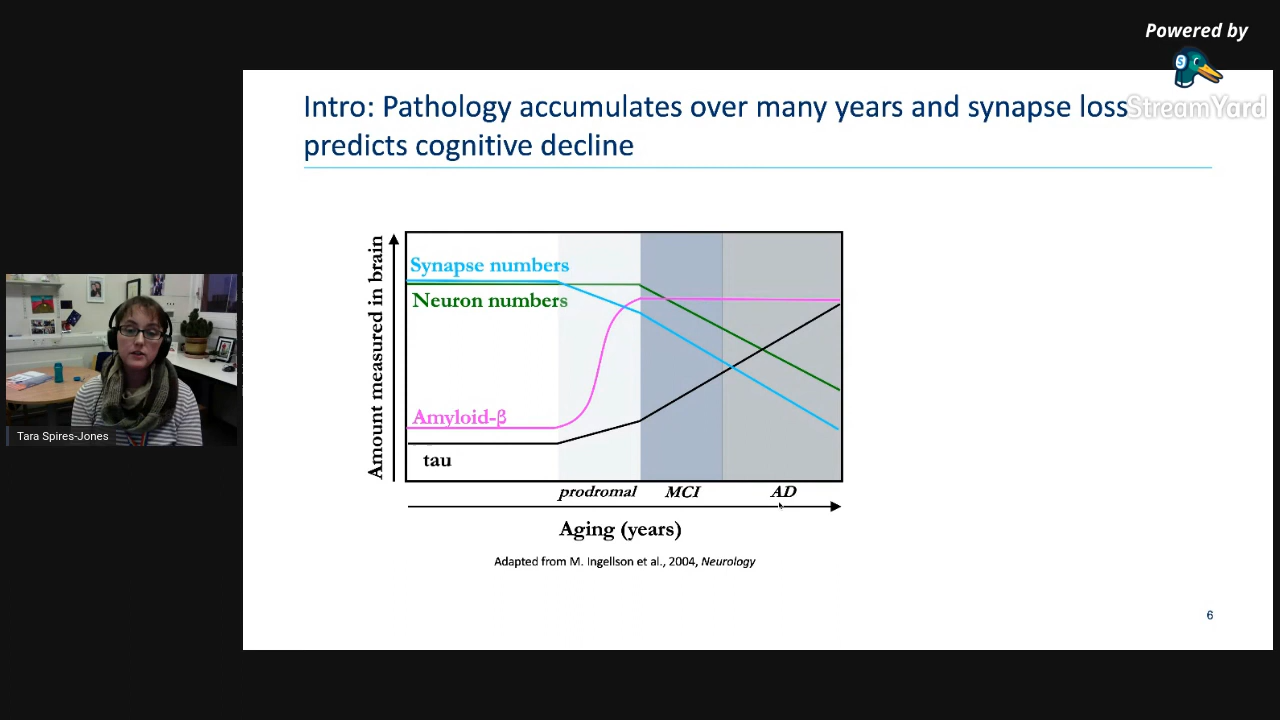 Powered by
StreamYard
Intro: Pathology accumulates over many years and synapse loss
predicts cognitive decline
Amount measured in brain
Synapse numbers
Neuron numbers
Amyloid-β
tau
prodromal MCI AD
Aging (years)
Adapted from M. Ingellson et al., 2004, Neurology
6
Tara Spires-Jones